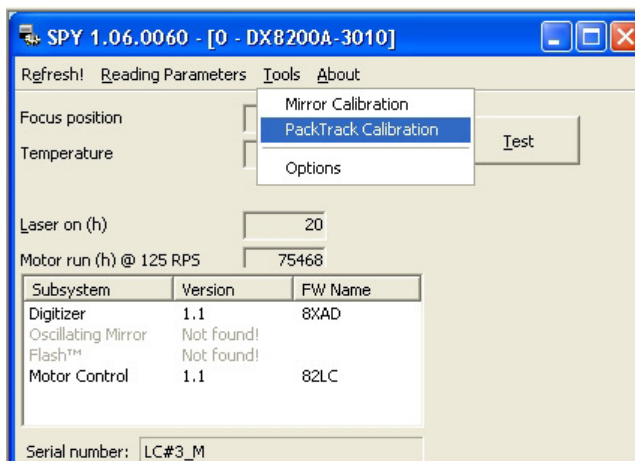 SPY 1.06.0060 - [0 - DX8200A-3010]
Refresh! Reading Parameters Tools About
Mirror Calibration
PackTrack Calibration
Options
Focus position
Temperature
Test
Laser on (h) 20
Motor run (h) @ 125 RPS 75468
Subsystem Version FW Name
Digitizer 1.1 8XAD
Oscillating Mirror Not found!
Flash™ Not found!
Motor Control 1.1 82LC
Serial number: LC#3_M